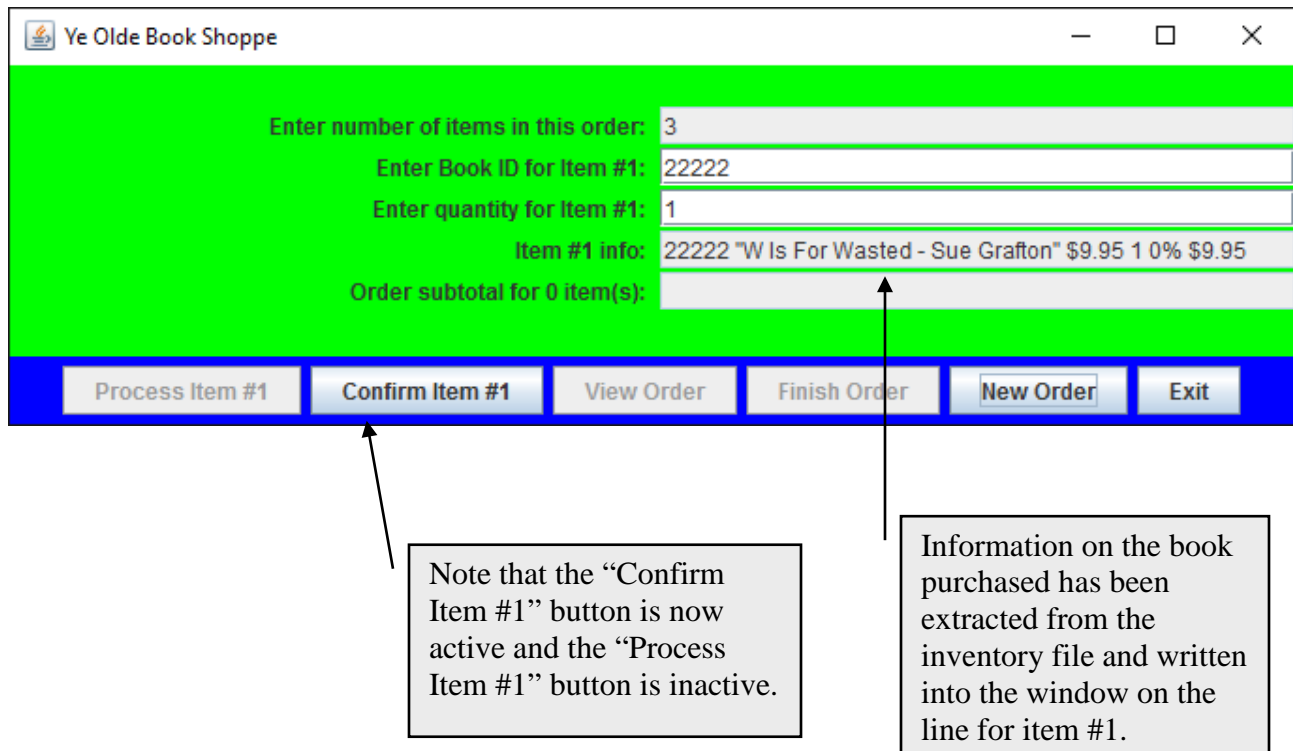 Ye Olde Book Shoppe
Enter number of items in this order: 3
Enter Book ID for Item #1: 22222
Enter quantity for Item #1: 1
Item #1 info: 22222 "W Is For Wasted - Sue Grafton" $9.95 1 0% $9.95
Order subtotal for 0 item(s):
Process Item #1 Confirm Item #1 View Order Finish Order New Order Exit
Note that the “Confirm
Item #1” button is now
active and the “Process
Item #1” button is inactive.
Information on the book
purchased has been
extracted from the
inventory file and written
into the window on the
line for item #1.